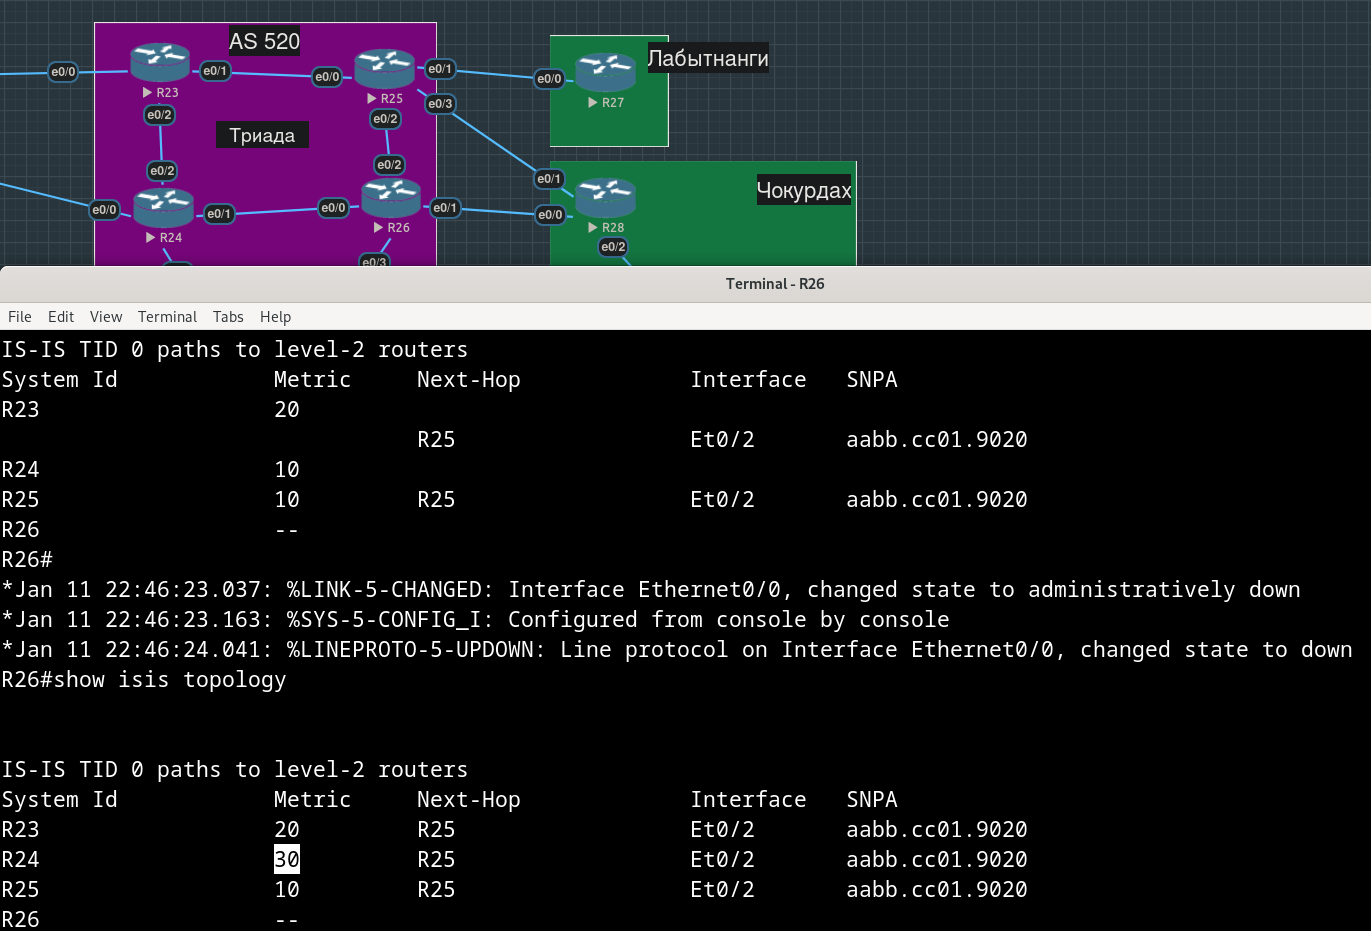 AS 520
Лабытнанги
e0/0
e0/1
e0/0
e0/1
e0/0
R23
R25
R27
e0/3
e0/2
e0/2
Триада
e0/2
e0/2
e0/1
Чокурдах
e0/0
e0/1
e0/0
e0/1
e0/0
R24
R26
R28
e0/2
e0/3
Terminal - R26
File Edit View Terminal Tabs Help
IS-IS TID 0 paths to level-2 routers
System Id Metric Next-Hop Interface SNPA
R23 20
R25 Et0/2 aabb.cc01.9020
R24 10
R25 10 R25 Et0/2 aabb.cc01.9020
R26 --
R26#
*Jan 11 22:46:23.037: %LINK-5-CHANGED: Interface Ethernet0/0, changed state to administratively down
*Jan 11 22:46:23.163: %SYS-5-CONFIG_I: Configured from console by console
*Jan 11 22:46:24.041: %LINEPROTO-5-UPDOWN: Line protocol on Interface Ethernet0/0, changed state to down
R26#show isis topology
IS-IS TID 0 paths to level-2 routers
System Id Metric Next-Hop Interface SNPA
R23 20 R25 Et0/2 aabb.cc01.9020
R24 30 R25 Et0/2 aabb.cc01.9020
R25 10 R25 Et0/2 aabb.cc01.9020
R26 --